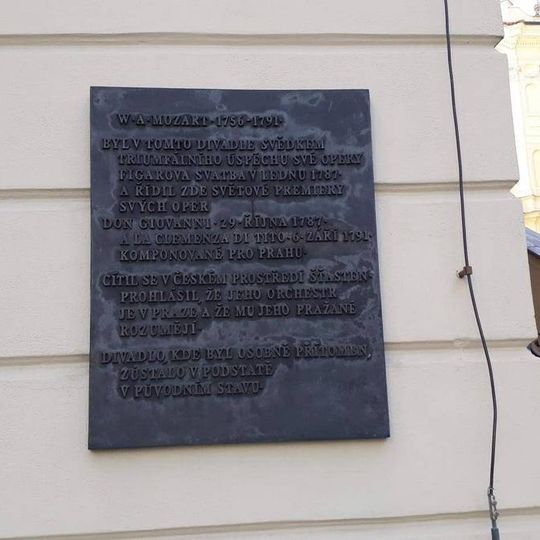 W·A·MOZART·1756-1791·
BYL V TOMTO DIVADLE SVĚDKEM
TRIUMFÁLNÍHO ÚSPĚCHU SVÉ OPERY
FIGAROVA SVATBA V LEDNU 1787·
A ŘÍDIL ZDE SVĚTOVÉ PREMIERY
SVÝCH OPER
DON GIOVANNI·29·ŘÍJNA 1787·
A LA CLEMENZA DI TITO·6·ZÁŘÍ 1791·
KOMPONOVANÉ PRO PRAHU·
CÍTIL SE V ČESKÉM PROSTŘEDÍ ŠŤASTEN·
PROHLÁSIL ŽE JEHO ORCHESTR
JE V PRAZE A ŽE MU JEHO PRAŽANÉ
ROZUMĚJÍ·
DIVADLO, KDE BYL OSOBNĚ PŘÍTOMEN,
ZŮSTALO V PODSTATĚ
V PŮVODNÍM STAVU·